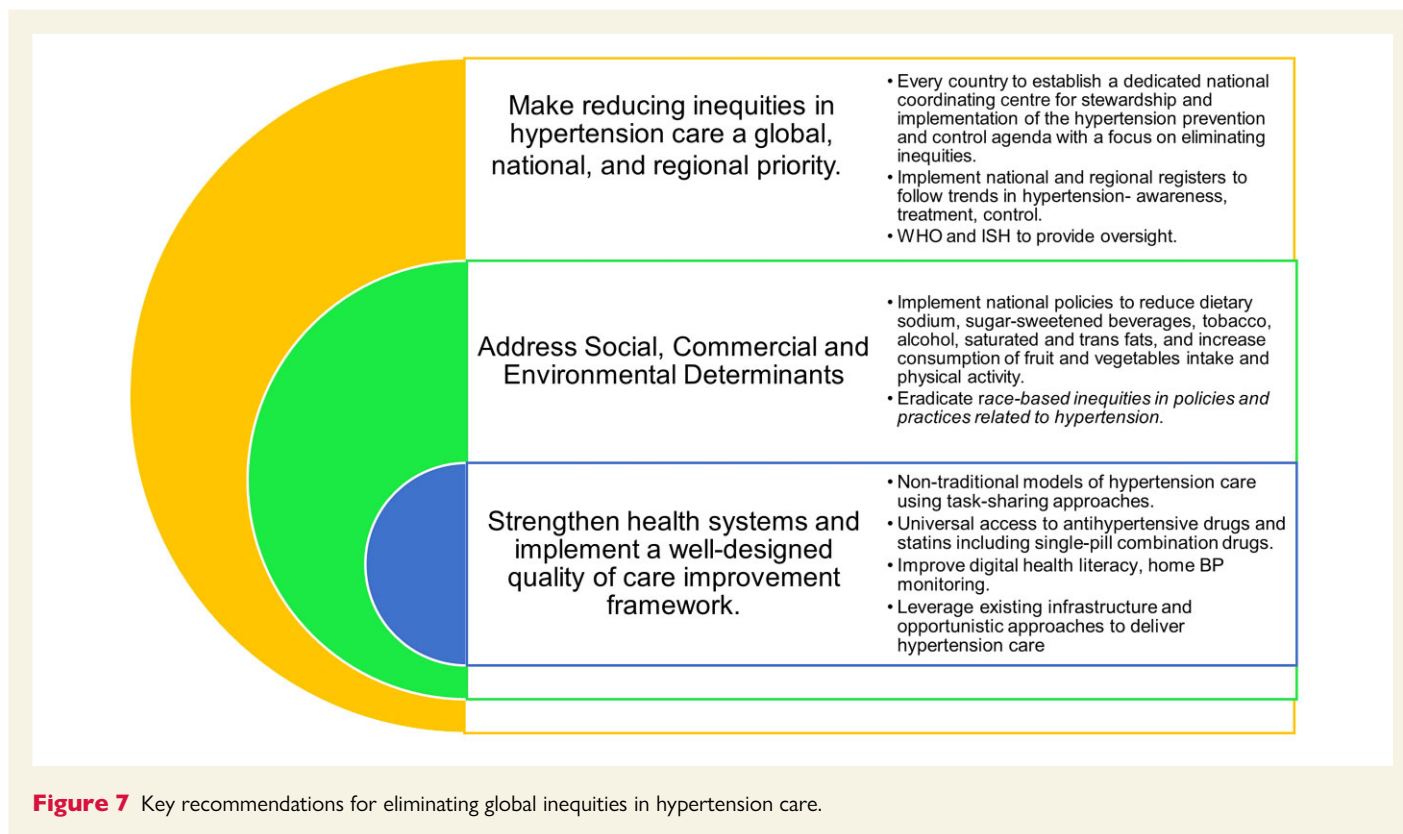 Make reducing inequities in
hypertension care a global,
national, and regional priority.
• Every country to establish a dedicated national
coordinating centre for stewardship and
implementation of the hypertension prevention
and control agenda with a focus on eliminating
inequities.
• Implement national and regional registers to
follow trends in hypertension- awareness,
treatment, control.
• WHO and ISH to provide oversight.
Address Social, Commercial and
Environmental Determinants
• Implement national policies to reduce dietary
sodium, sugar-sweetened beverages, tobacco,
alcohol, saturated and trans fats, and increase
consumption of fruit and vegetables intake and
physical activity.
• Eradicate race-based inequities in policies and
practices related to hypertension.
Strengthen health systems and
implement a well-designed
quality of care improvement
framework.
• Non-traditional models of hypertension care
using task-sharing approaches.
• Universal access to antihypertensive drugs and
statins including single-pill combination drugs.
• Improve digital health literacy, home BP
monitoring.
• Leverage existing infrastructure and
opportunistic approaches to deliver
hypertension care
Figure 7 Key recommendations for eliminating global inequities in hypertension care.